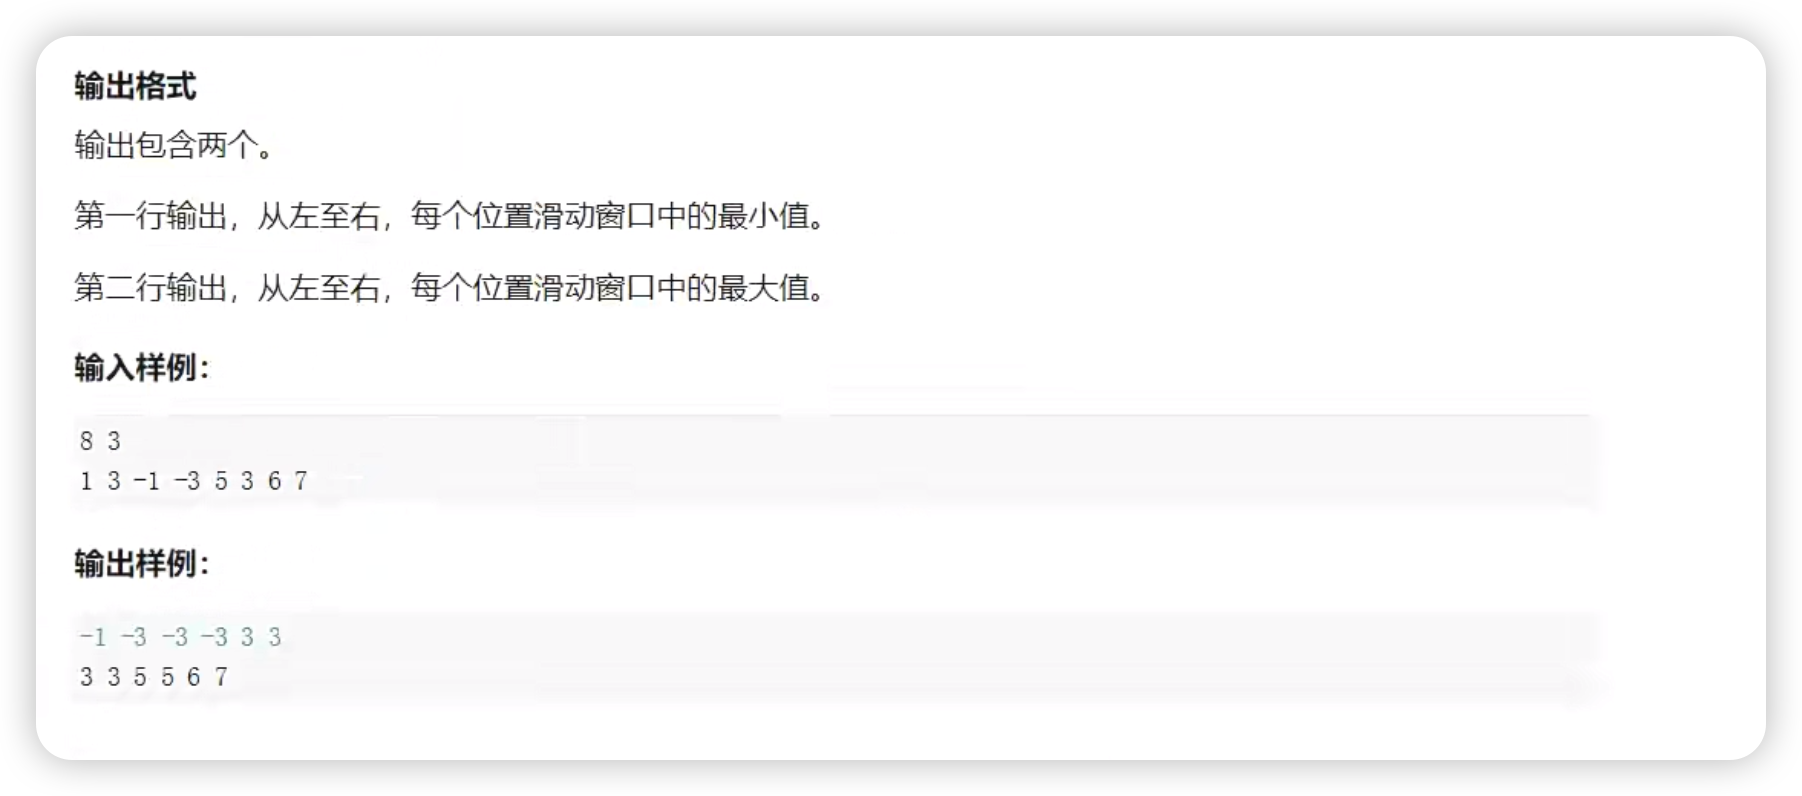 输出格式
输出包含两个。
第一行输出，从左至右，每个位置滑动窗口中的最小值。
第二行输出，从左至右，每个位置滑动窗口中的最大值。
输入样例：
8 3
1 3 -1 -3 5 3 6 7
输出样例：
-1 -3 -3 -3 3 3
3 3 5 5 6 7